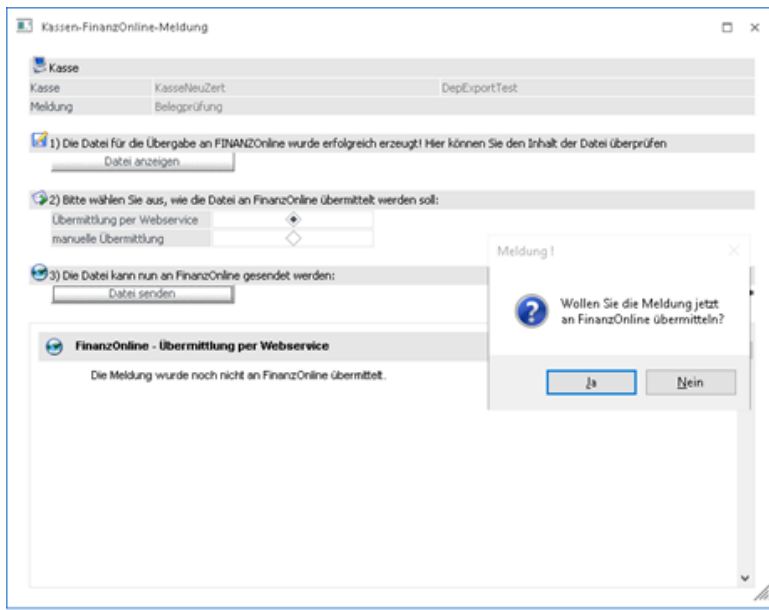 Kassen-FinanzOnline-Meldung
Kasse
Kasse KasseNeuZert DepExportTest
Meldung Belegprüfung
1) Die Datei für die Übergabe an FINANZOnline wurde erfolgreich erzeugt! Hier können Sie den Inhalt der Datei überprüfen
Datei anzeigen
2) Bitte wählen Sie aus, wie die Datei an FinanzOnline übermittelt werden soll:
Übermittlung per Webservice
manuelle Übermittlung
3) Die Datei kann nun an FinanzOnline gesendet werden:
Datei senden
FinanzOnline - Übermittlung per Webservice
Die Meldung wurde noch nicht an FinanzOnline übermittelt.
Meldung !
Wollen Sie die Meldung jetzt
an FinanzOnline übermitteln?
Ja Nein